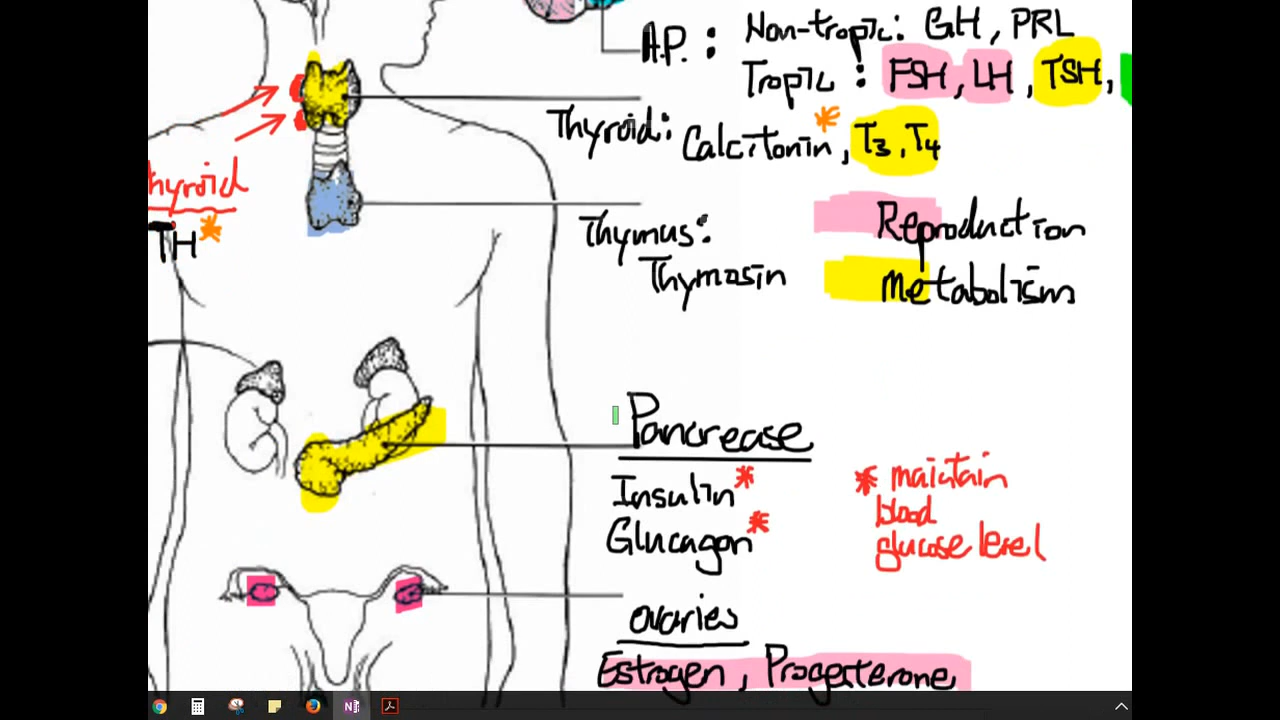 A.P. : Non-tropic: GH, PRL
Tropic : FSH, LH, TSH,
Thyroid: Calcitonin*, T3, T4
hyroid
TH*
Thymus:
Thymosin
Reproduction
Metabolism
Pancrease
Insulin*
Glucagon*
* maintain
blood
glucose level
ovaries
Estrogen, Progesterone